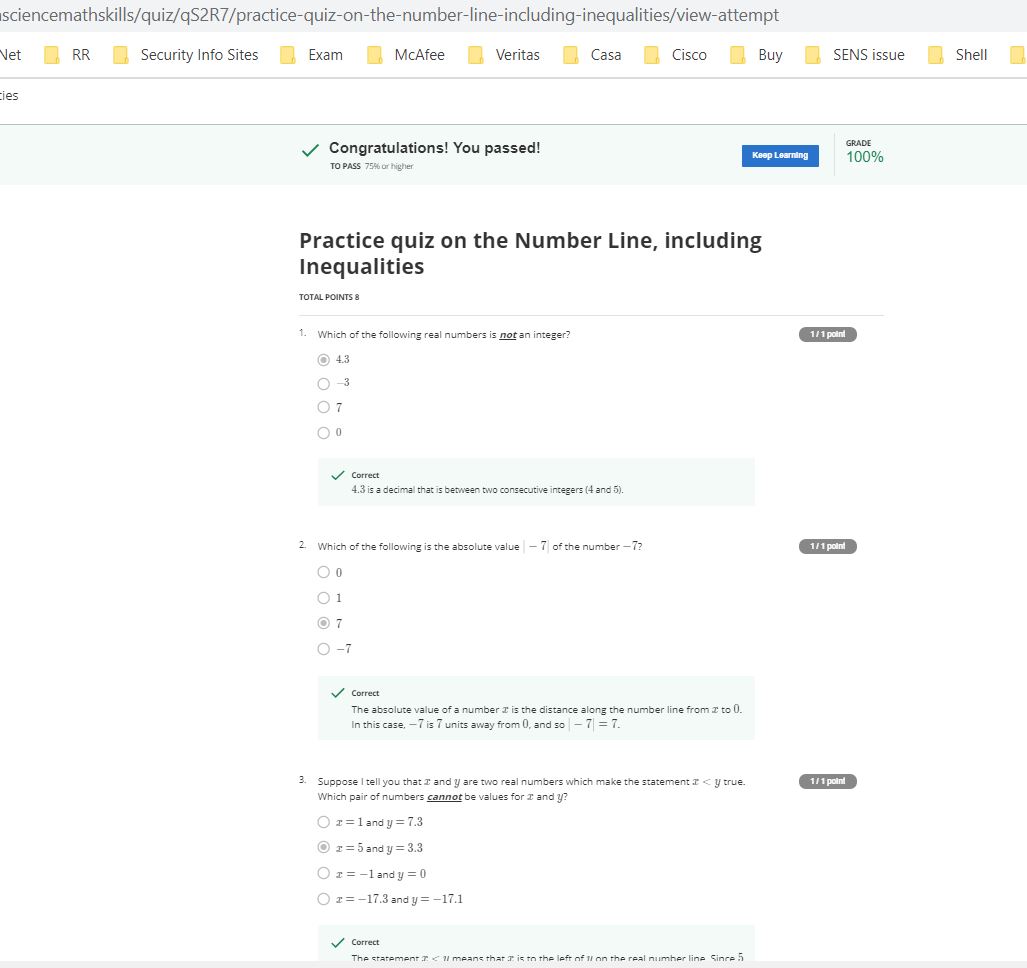 sciencemathskills/quiz/qS2R7/practice-quiz-on-the-number-line-including-inequalities/view-attempt
Net RR Security Info Sites Exam McAfee Veritas Casa Cisco Buy SENS issue Shell
ies
Congratulations! You passed!
TO PASS 75% or higher
Keep Learning
GRADE
100%
Practice quiz on the Number Line, including
Inequalities
TOTAL POINTS 8
1. Which of the following real numbers is not an integer?
1 / 1 point
4.3
−3
7
0
Correct
4.3 is a decimal that is between two consecutive integers (4 and 5).
2. Which of the following is the absolute value | − 7| of the number −7?
1 / 1 point
0
1
7
−7
Correct
The absolute value of a number x is the distance along the number line from x to 0.
In this case, −7 is 7 units away from 0, and so | − 7| = 7.
3. Suppose I tell you that x and y are two real numbers which make the statement x < y true.
Which pair of numbers cannot be values for x and y?
1 / 1 point
x = 1 and y = 7.3
x = 5 and y = 3.3
x = −1 and y = 0
x = −17.3 and y = −17.1
Correct
The statement x < y means that x is to the left of y on the real number line. Since 5